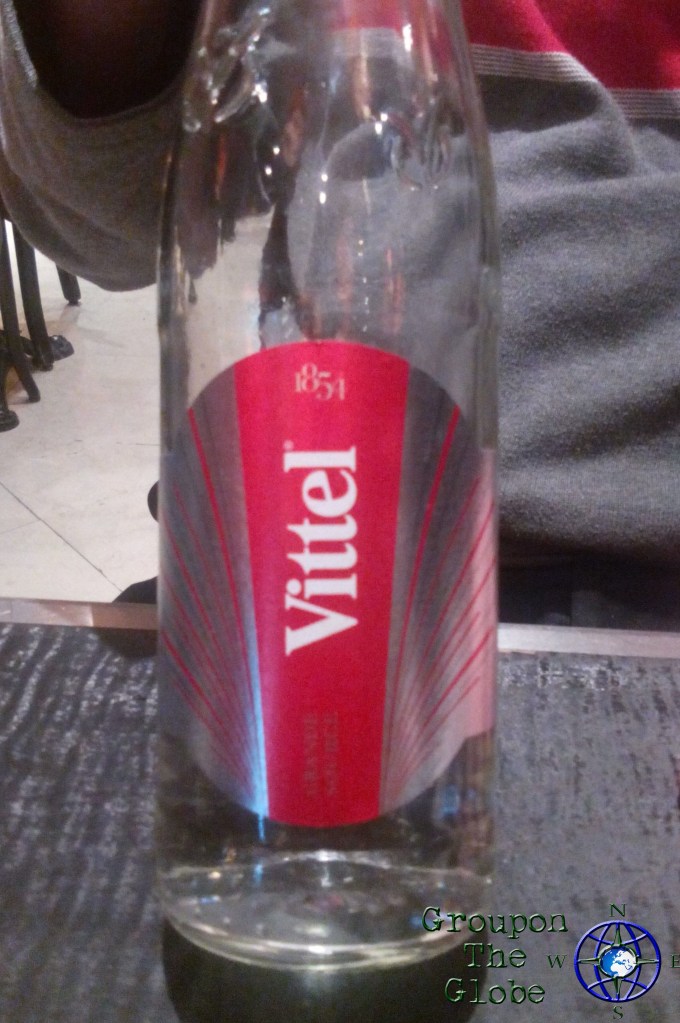 1854
Vittel®
GRANDE
SOURCE
Groupon
The
Globe
N
W
E
S